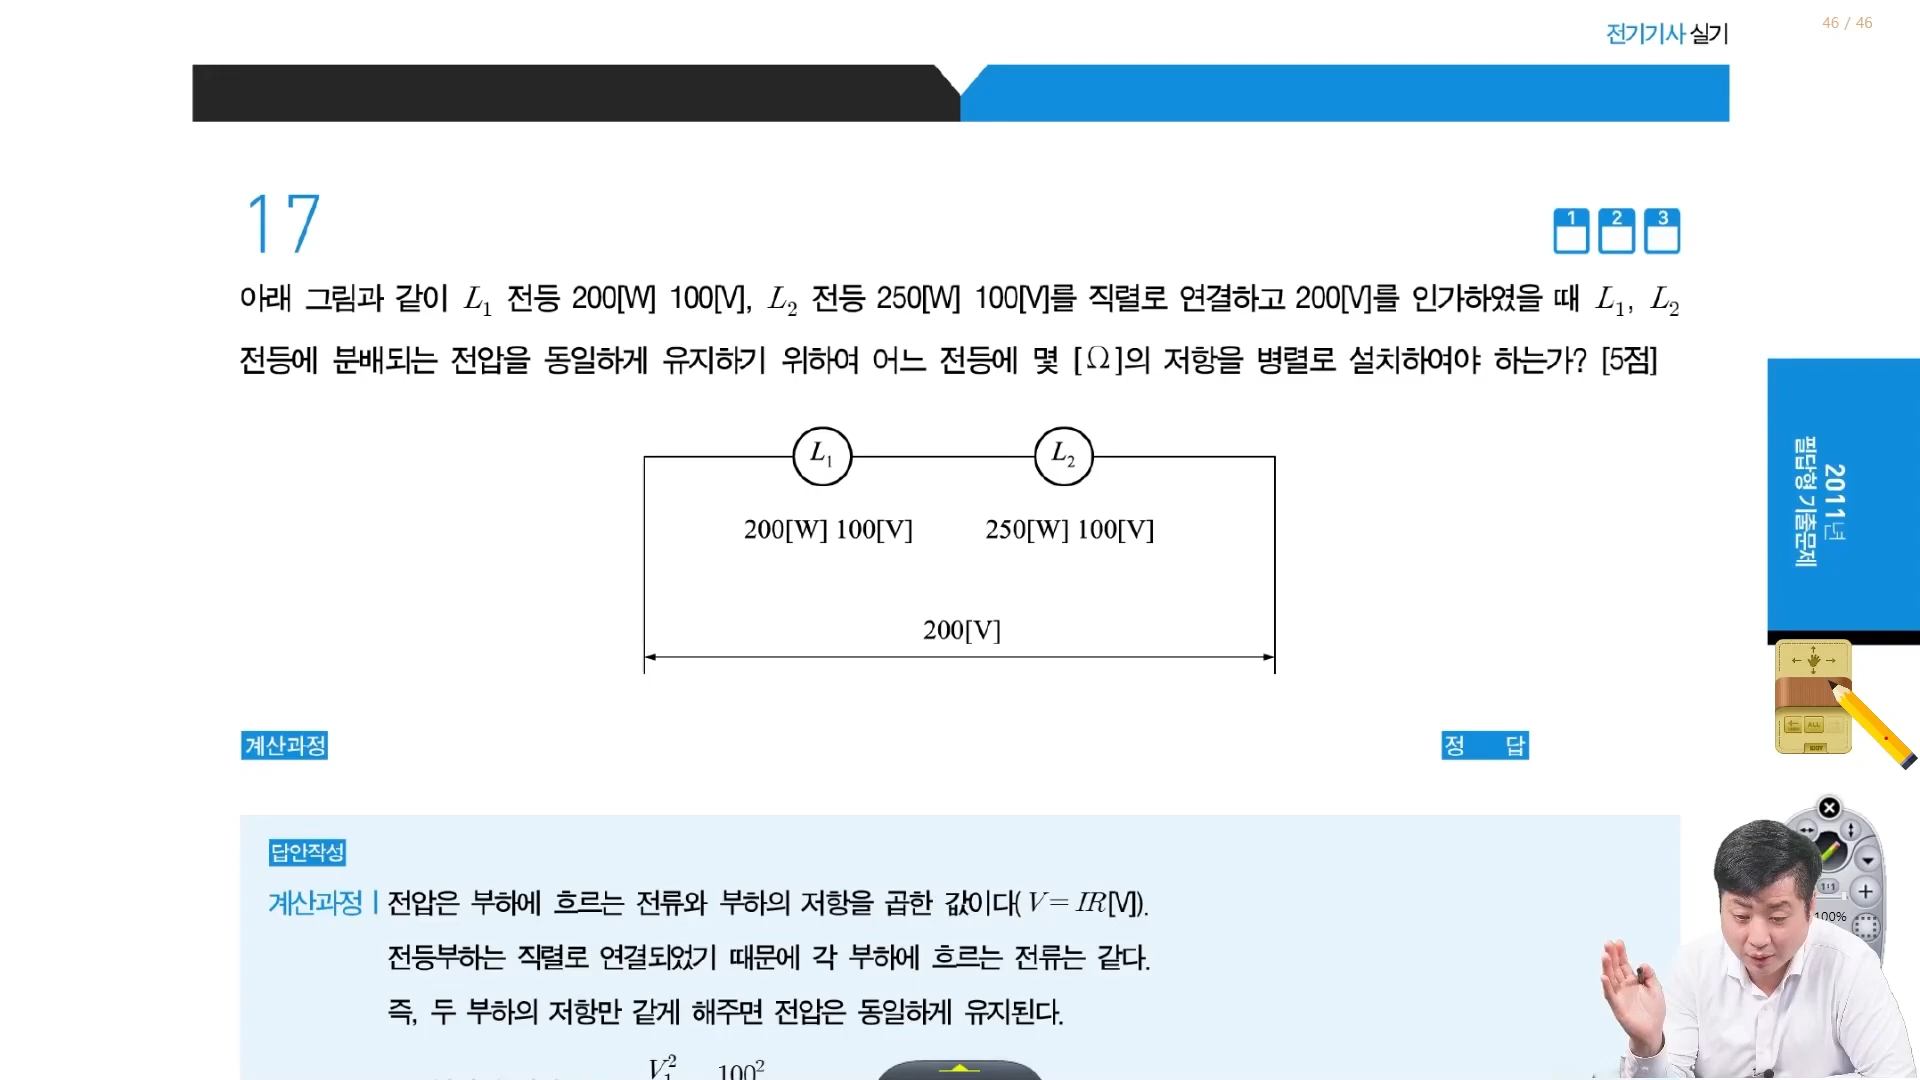 46 / 46
전기기사 실기
17
1 2 3
아래 그림과 같이 L₁ 전등 200[W] 100[V], L₂ 전등 250[W] 100[V]를 직렬로 연결하고 200[V]를 인가하였을 때 L₁, L₂
전등에 분배되는 전압을 동일하게 유지하기 위하여 어느 전등에 몇 [Ω]의 저항을 병렬로 설치하여야 하는가? [5점]
L₁ L₂
200[W] 100[V] 250[W] 100[V]
200[V]
2011년
필답형 기출문제
ALL
EXIT
계산과정 정 답
답안작성
계산과정 | 전압은 부하에 흐르는 전류와 부하의 저항을 곱한 값이다( V = IR[V]).
전등부하는 직렬로 연결되었기 때문에 각 부하에 흐르는 전류는 같다.
즉, 두 부하의 저항만 같게 해주면 전압은 동일하게 유지된다.
V₁² 100²
1:1
100%